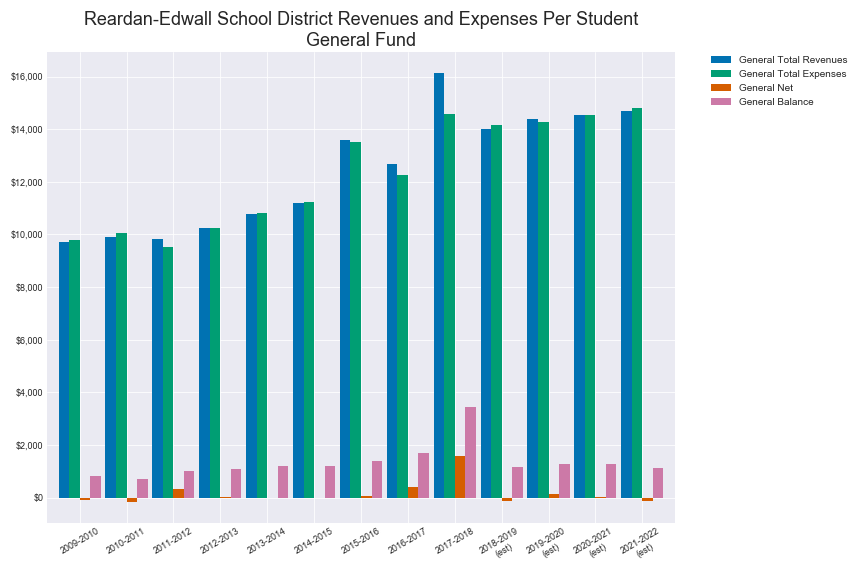 Reardan-Edwall School District Revenues and Expenses Per Student
General Fund
General Total Revenues
General Total Expenses
General Net
General Balance
$16,000
$14,000
$12,000
$10,000
$8,000
$6,000
$4,000
$2,000
$0
2009-2010
2010-2011
2011-2012
2012-2013
2013-2014
2014-2015
2015-2016
2016-2017
2017-2018
2018-2019
(est)
2019-2020
(est)
2020-2021
(est)
2021-2022
(est)